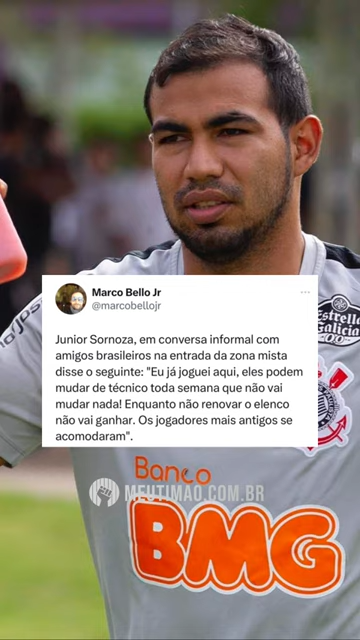 Marco Bello Jr
@marcobellojr
Junior Sornoza, em conversa informal com
amigos brasileiros na entrada da zona mista
disse o seguinte: "Eu já joguei aqui, eles podem
mudar de técnico toda semana que não vai
mudar nada! Enquanto não renovar o elenco
não vai ganhar. Os jogadores mais antigos se
acomodaram".
Estrella
Galicia
0'0
Banco
MEUTIMAO.COM.BR
BMG